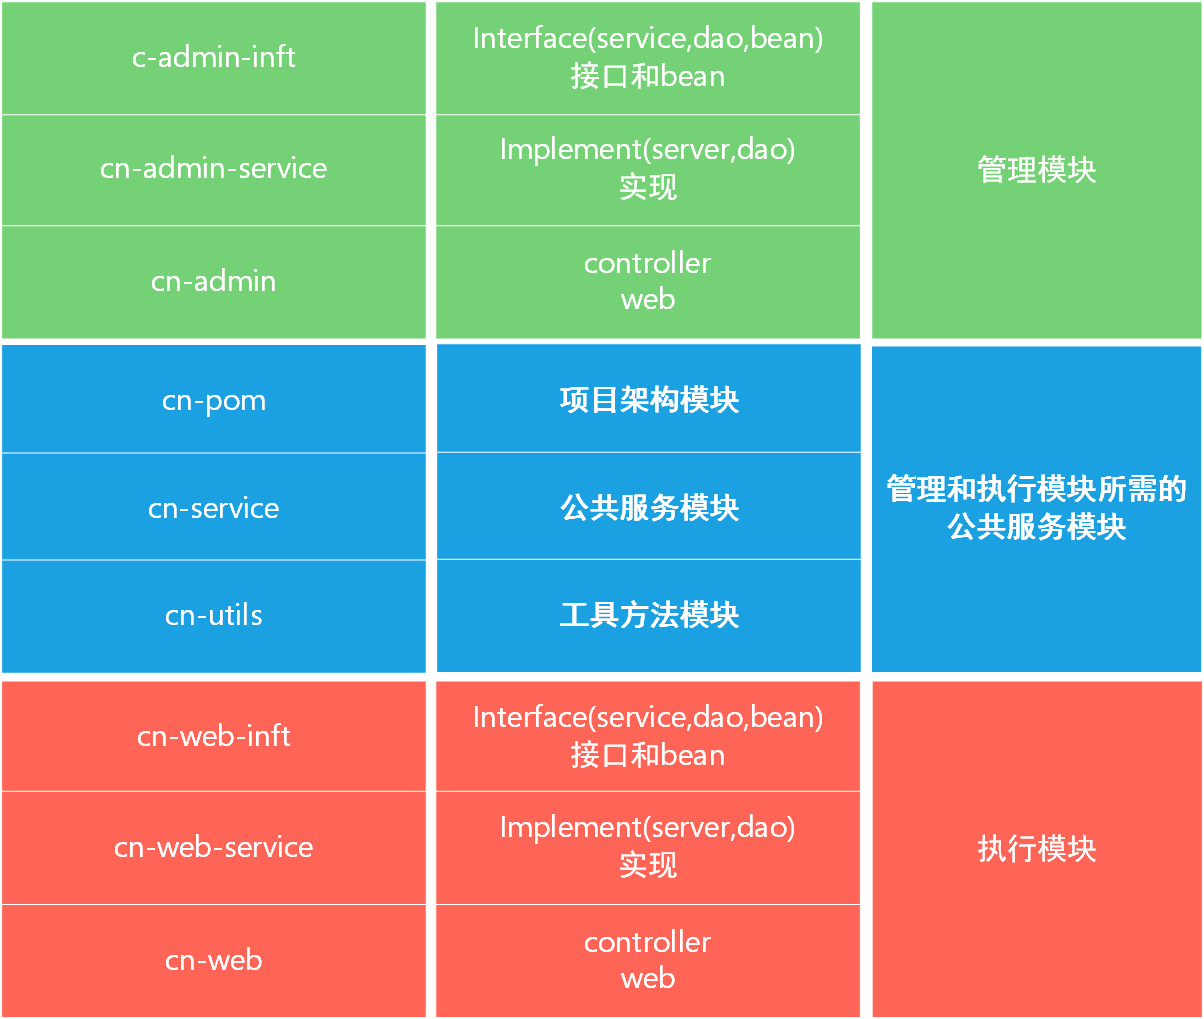 c-admin-inft
Interface(service,dao,bean)
接口和bean
管理模块
cn-admin-service
Implement(server,dao)
实现
cn-admin
controller
web
cn-pom
项目架构模块
管理和执行模块所需的
公共服务模块
cn-service
公共服务模块
cn-utils
工具方法模块
cn-web-inft
Interface(service,dao,bean)
接口和bean
执行模块
cn-web-service
Implement(server,dao)
实现
cn-web
controller
web